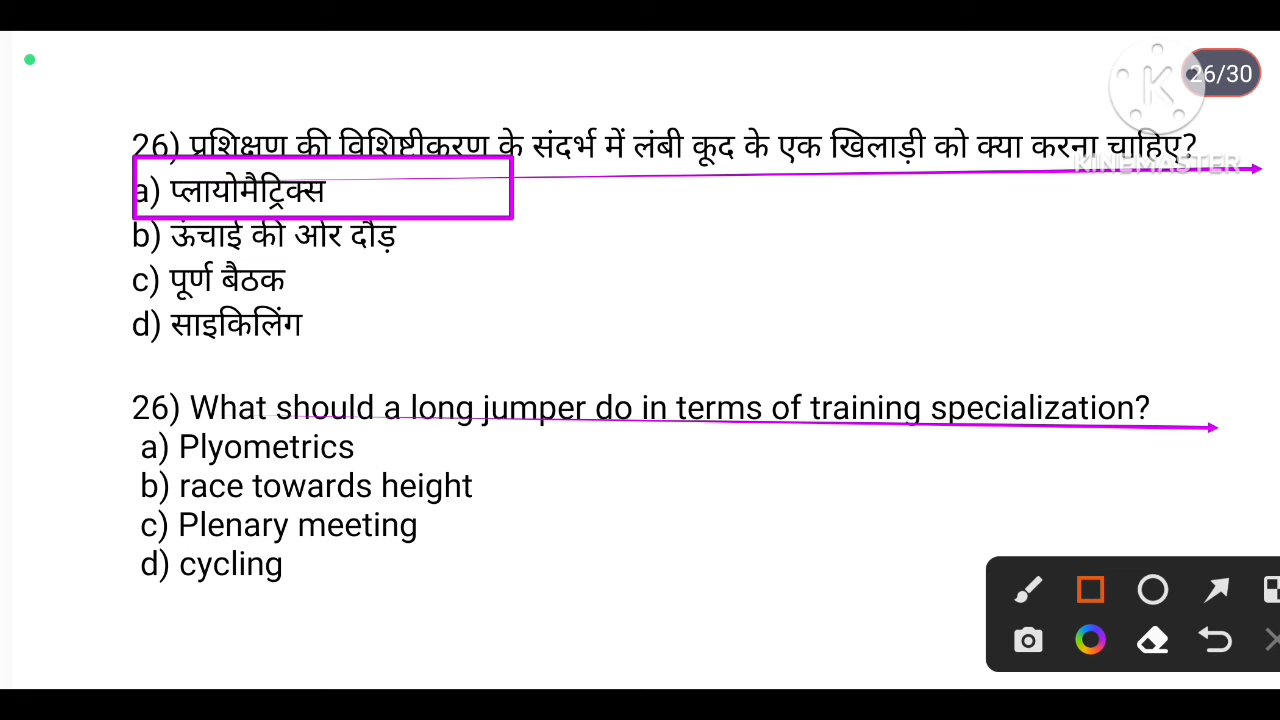 26/30
26) प्रशिक्षण की विशिष्टीकरण के संदर्भ में लंबी कूद के एक खिलाड़ी को क्या करना चाहिए?
KINEMASTER
a) प्लायोमैट्रिक्स
b) ऊंचाई की ओर दौड़
c) पूर्ण बैठक
d) साइकिलिंग
26) What should a long jumper do in terms of training specialization?
a) Plyometrics
b) race towards height
c) Plenary meeting
d) cycling